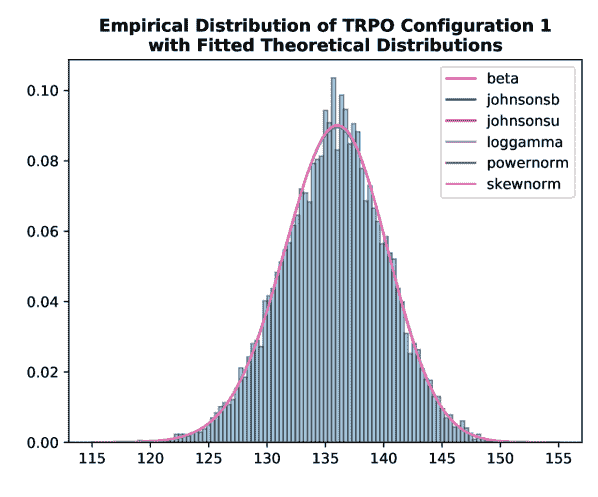 Empirical Distribution of TRPO Configuration 1
with Fitted Theoretical Distributions
beta
johnsonsb
johnsonsu
loggamma
powernorm
skewnorm
0.10
0.08
0.06
0.04
0.02
0.00
115 120 125 130 135 140 145 150 155